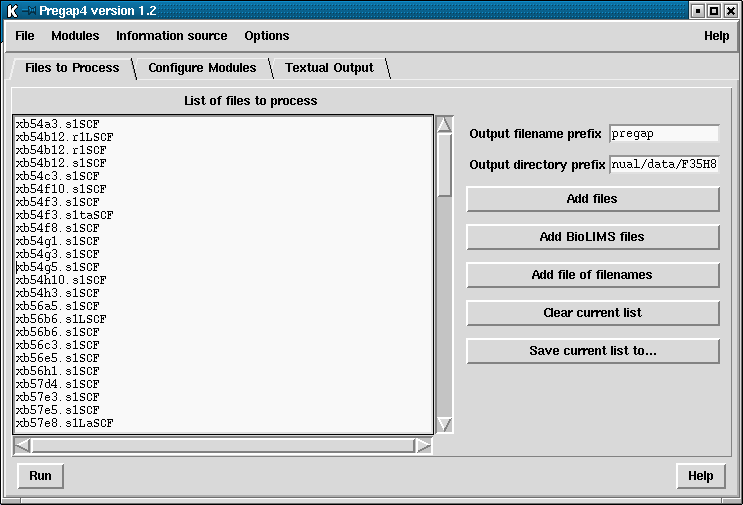 Pregap4 version 1.2
File Modules Information source Options Help
Files to Process Configure Modules Textual Output
List of files to process
xb54a3.s1SCF
xb54b12.r1LSCF
xb54b12.r1SCF
xb54b12.s1SCF
xb54c3.s1SCF
xb54f10.s1SCF
xb54f3.s1SCF
xb54f3.s1taSCF
xb54f8.s1SCF
xb54g1.s1SCF
xb54g3.s1SCF
xb54g5.s1SCF
xb54h10.s1SCF
xb54h3.s1SCF
xb56a5.s1SCF
xb56b6.s1LSCF
xb56b6.s1SCF
xb56c3.s1SCF
xb56e5.s1SCF
xb56h1.s1SCF
xb57d4.s1SCF
xb57e3.s1SCF
xb57e5.s1SCF
xb57e8.s1LaSCF
Output filename prefix pregap
Output directory prefix nual/data/F35H8
Add files
Add BioLIMS files
Add file of filenames
Clear current list
Save current list to...
Run Help